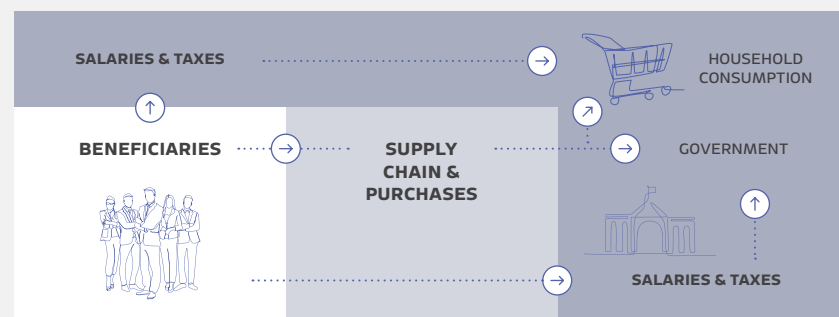 SALARIES & TAXES
HOUSEHOLD
CONSUMPTION
BENEFICIARIES
SUPPLY
CHAIN &
PURCHASES
GOVERNMENT
SALARIES & TAXES